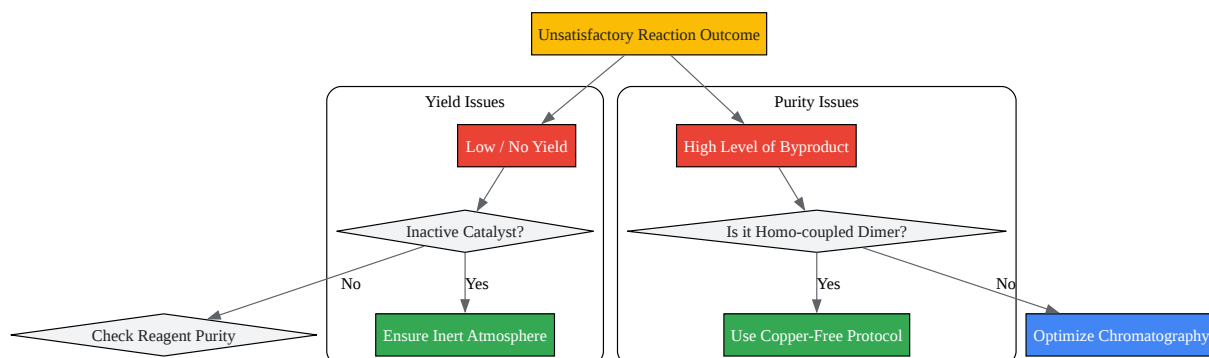 Unsatisfactory Reaction Outcome
Yield Issues
Purity Issues
Low / No Yield
High Level of Byproduct
Inactive Catalyst?
Is it Homo-coupled Dimer?
No
Yes
Yes
No
Check Reagent Purity
Ensure Inert Atmosphere
Use Copper-Free Protocol
Optimize Chromatography